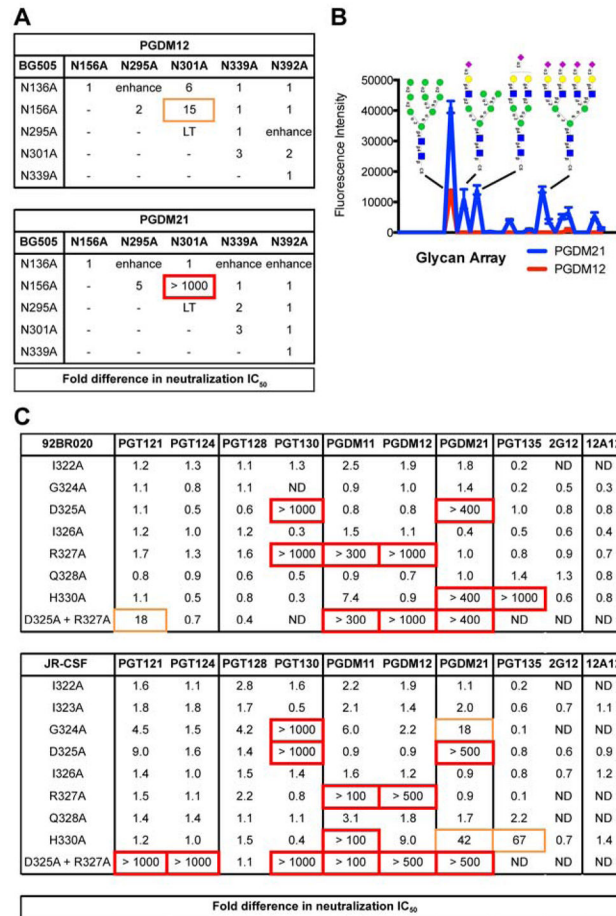 A
PGDM12
BG505 N156A N295A N301A N339A N392A
N136A 1 enhance 6 1 1
N156A - 2 15 1 1
N295A - - LT 1 enhance
N301A - - - 3 2
N339A - - - - 1
PGDM21
BG505 N156A N295A N301A N339A N392A
N136A 1 enhance 1 enhance enhance
N156A - 5 > 1000 1 1
N295A - - LT 2 1
N301A - - - 3 1
N339A - - - - 1
Fold difference in neutralization IC50
B
Fluorescence Intensity
50000
40000
30000
20000
10000
0
Glycan Array
PGDM21
PGDM12
C
92BR020 PGT121 PGT124 PGT128 PGT130 PGDM11 PGDM12 PGDM21 PGT135 2G12 12A12
I322A 1.2 1.3 1.1 1.3 2.5 1.9 1.8 0.2 ND ND
G324A 1.1 0.8 1.1 ND 0.9 1.0 1.4 0.2 0.5 0.3
D325A 1.1 0.5 0.6 > 1000 0.8 0.8 > 400 1.0 0.8 0.8
I326A 1.2 1.0 1.2 0.3 1.5 1.1 0.4 0.5 0.6 0.4
R327A 1.7 1.3 1.6 > 1000 > 300 > 1000 1.0 0.8 0.9 0.7
Q328A 0.8 0.9 0.6 0.5 0.9 0.7 1.0 1.4 1.3 0.8
H330A 1.1 0.5 0.8 0.3 7.4 0.9 > 400 > 1000 0.6 0.8
D325A + R327A 18 0.7 0.4 ND > 300 > 1000 > 400 ND ND ND
JR-CSF PGT121 PGT124 PGT128 PGT130 PGDM11 PGDM12 PGDM21 PGT135 2G12 12A12
I322A 1.6 1.1 2.8 1.6 2.2 1.9 1.1 0.2 ND ND
I323A 1.8 1.8 1.7 0.5 2.1 1.4 2.0 0.6 0.7 1.1
G324A 4.5 1.5 4.2 > 1000 6.0 2.2 18 0.1 ND ND
D325A 9.0 1.6 1.4 > 1000 0.9 0.9 > 500 0.8 0.6 0.9
I326A 1.4 1.0 1.5 1.4 1.6 1.2 0.9 0.8 0.7 1.2
R327A 1.5 1.1 2.2 0.8 > 100 > 500 0.9 0.1 ND ND
Q328A 1.4 1.4 1.1 1.1 3.1 1.8 1.7 2.2 ND ND
H330A 1.2 1.0 1.5 0.4 > 100 9.0 42 67 0.7 1.4
D325A + R327A > 1000 > 1000 1.1 > 1000 > 100 > 500 > 500 ND ND ND
Fold difference in neutralization IC50